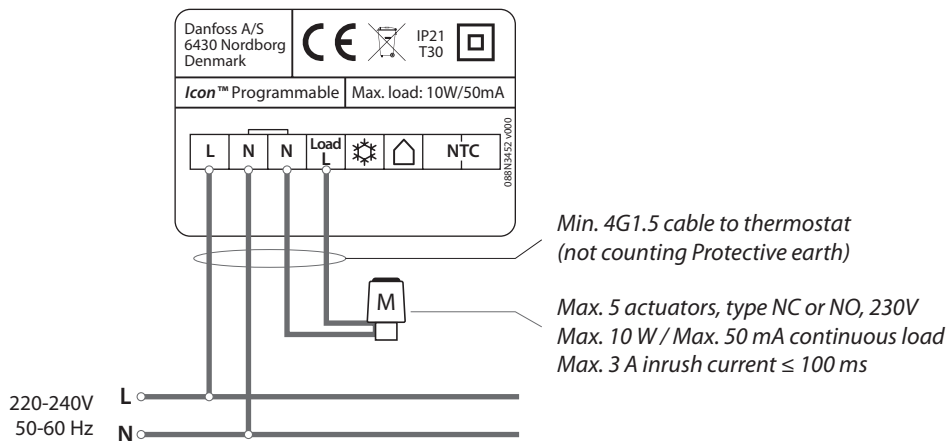 Danfoss A/S
6430 Nordborg
Denmark
CE
IP21
T30
Icon™ Programmable
Max. load: 10W/50mA
L
N
N
Load
L
NTC
088N3452 v000
Min. 4G1.5 cable to thermostat
(not counting Protective earth)
M
Max. 5 actuators, type NC or NO, 230V
Max. 10 W / Max. 50 mA continuous load
Max. 3 A inrush current ≤ 100 ms
220-240V
50-60 Hz
L
N